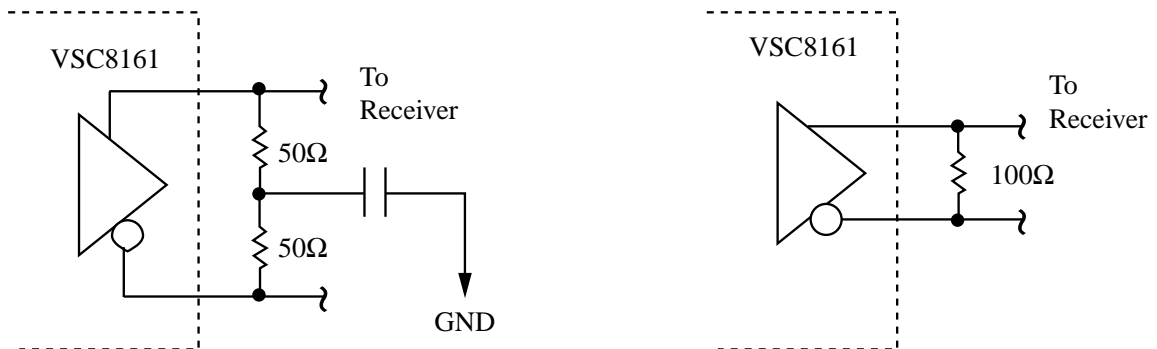 VSC8161
To
Receiver
50Ω
50Ω
GND
VSC8161
To
Receiver
100Ω